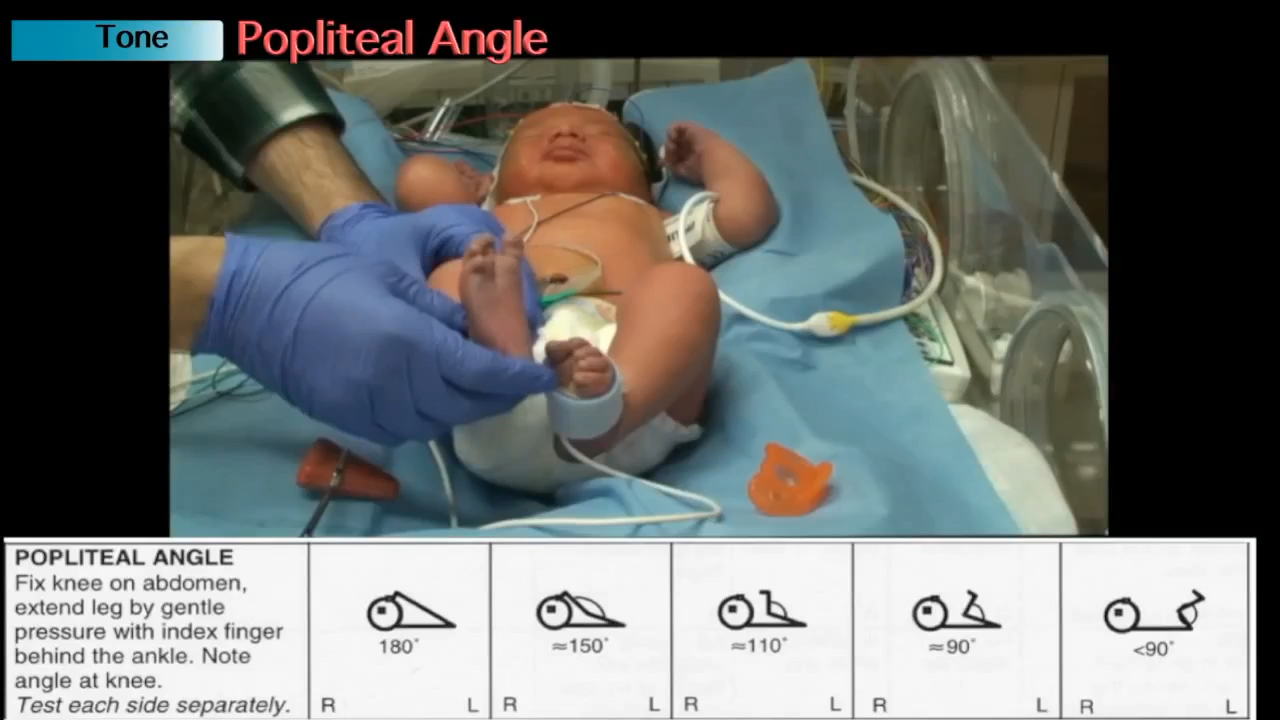 Tone
Popliteal Angle
POPLITEAL ANGLE
Fix knee on abdomen,
extend leg by gentle
pressure with index finger
behind the ankle. Note
angle at knee.
Test each side separately.
180°
R L
≈150°
R L
≈110°
R L
≈90°
R L
<90°
R L